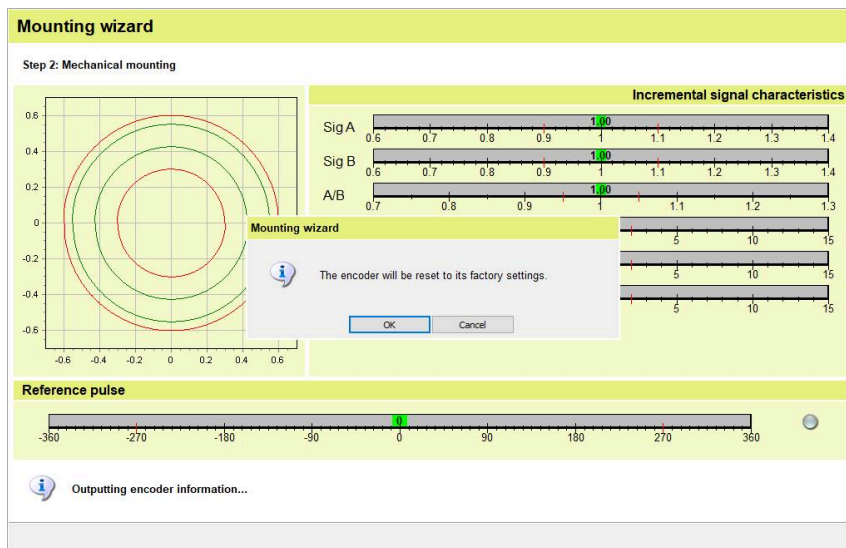 Mounting wizard
Step 2: Mechanical mounting
Incremental signal characteristics
0.6
0.4
0.2
0
-0.2
-0.4
-0.6
-0.6 -0.4 -0.2 0 0.2 0.4 0.6
Sig A
1.00
0.6 0.7 0.8 0.9 1 1.1 1.2 1.3 1.4
Sig B
1.00
0.6 0.7 0.8 0.9 1 1.1 1.2 1.3 1.4
A/B
1.00
0.7 0.8 0.9 1 1.1 1.2 1.3
5 10 15
5 10 15
5 10 15
Mounting wizard
The encoder will be reset to its factory settings.
OK Cancel
Reference pulse
0
-360 -270 -180 -90 0 90 180 270 360
Outputting encoder information...